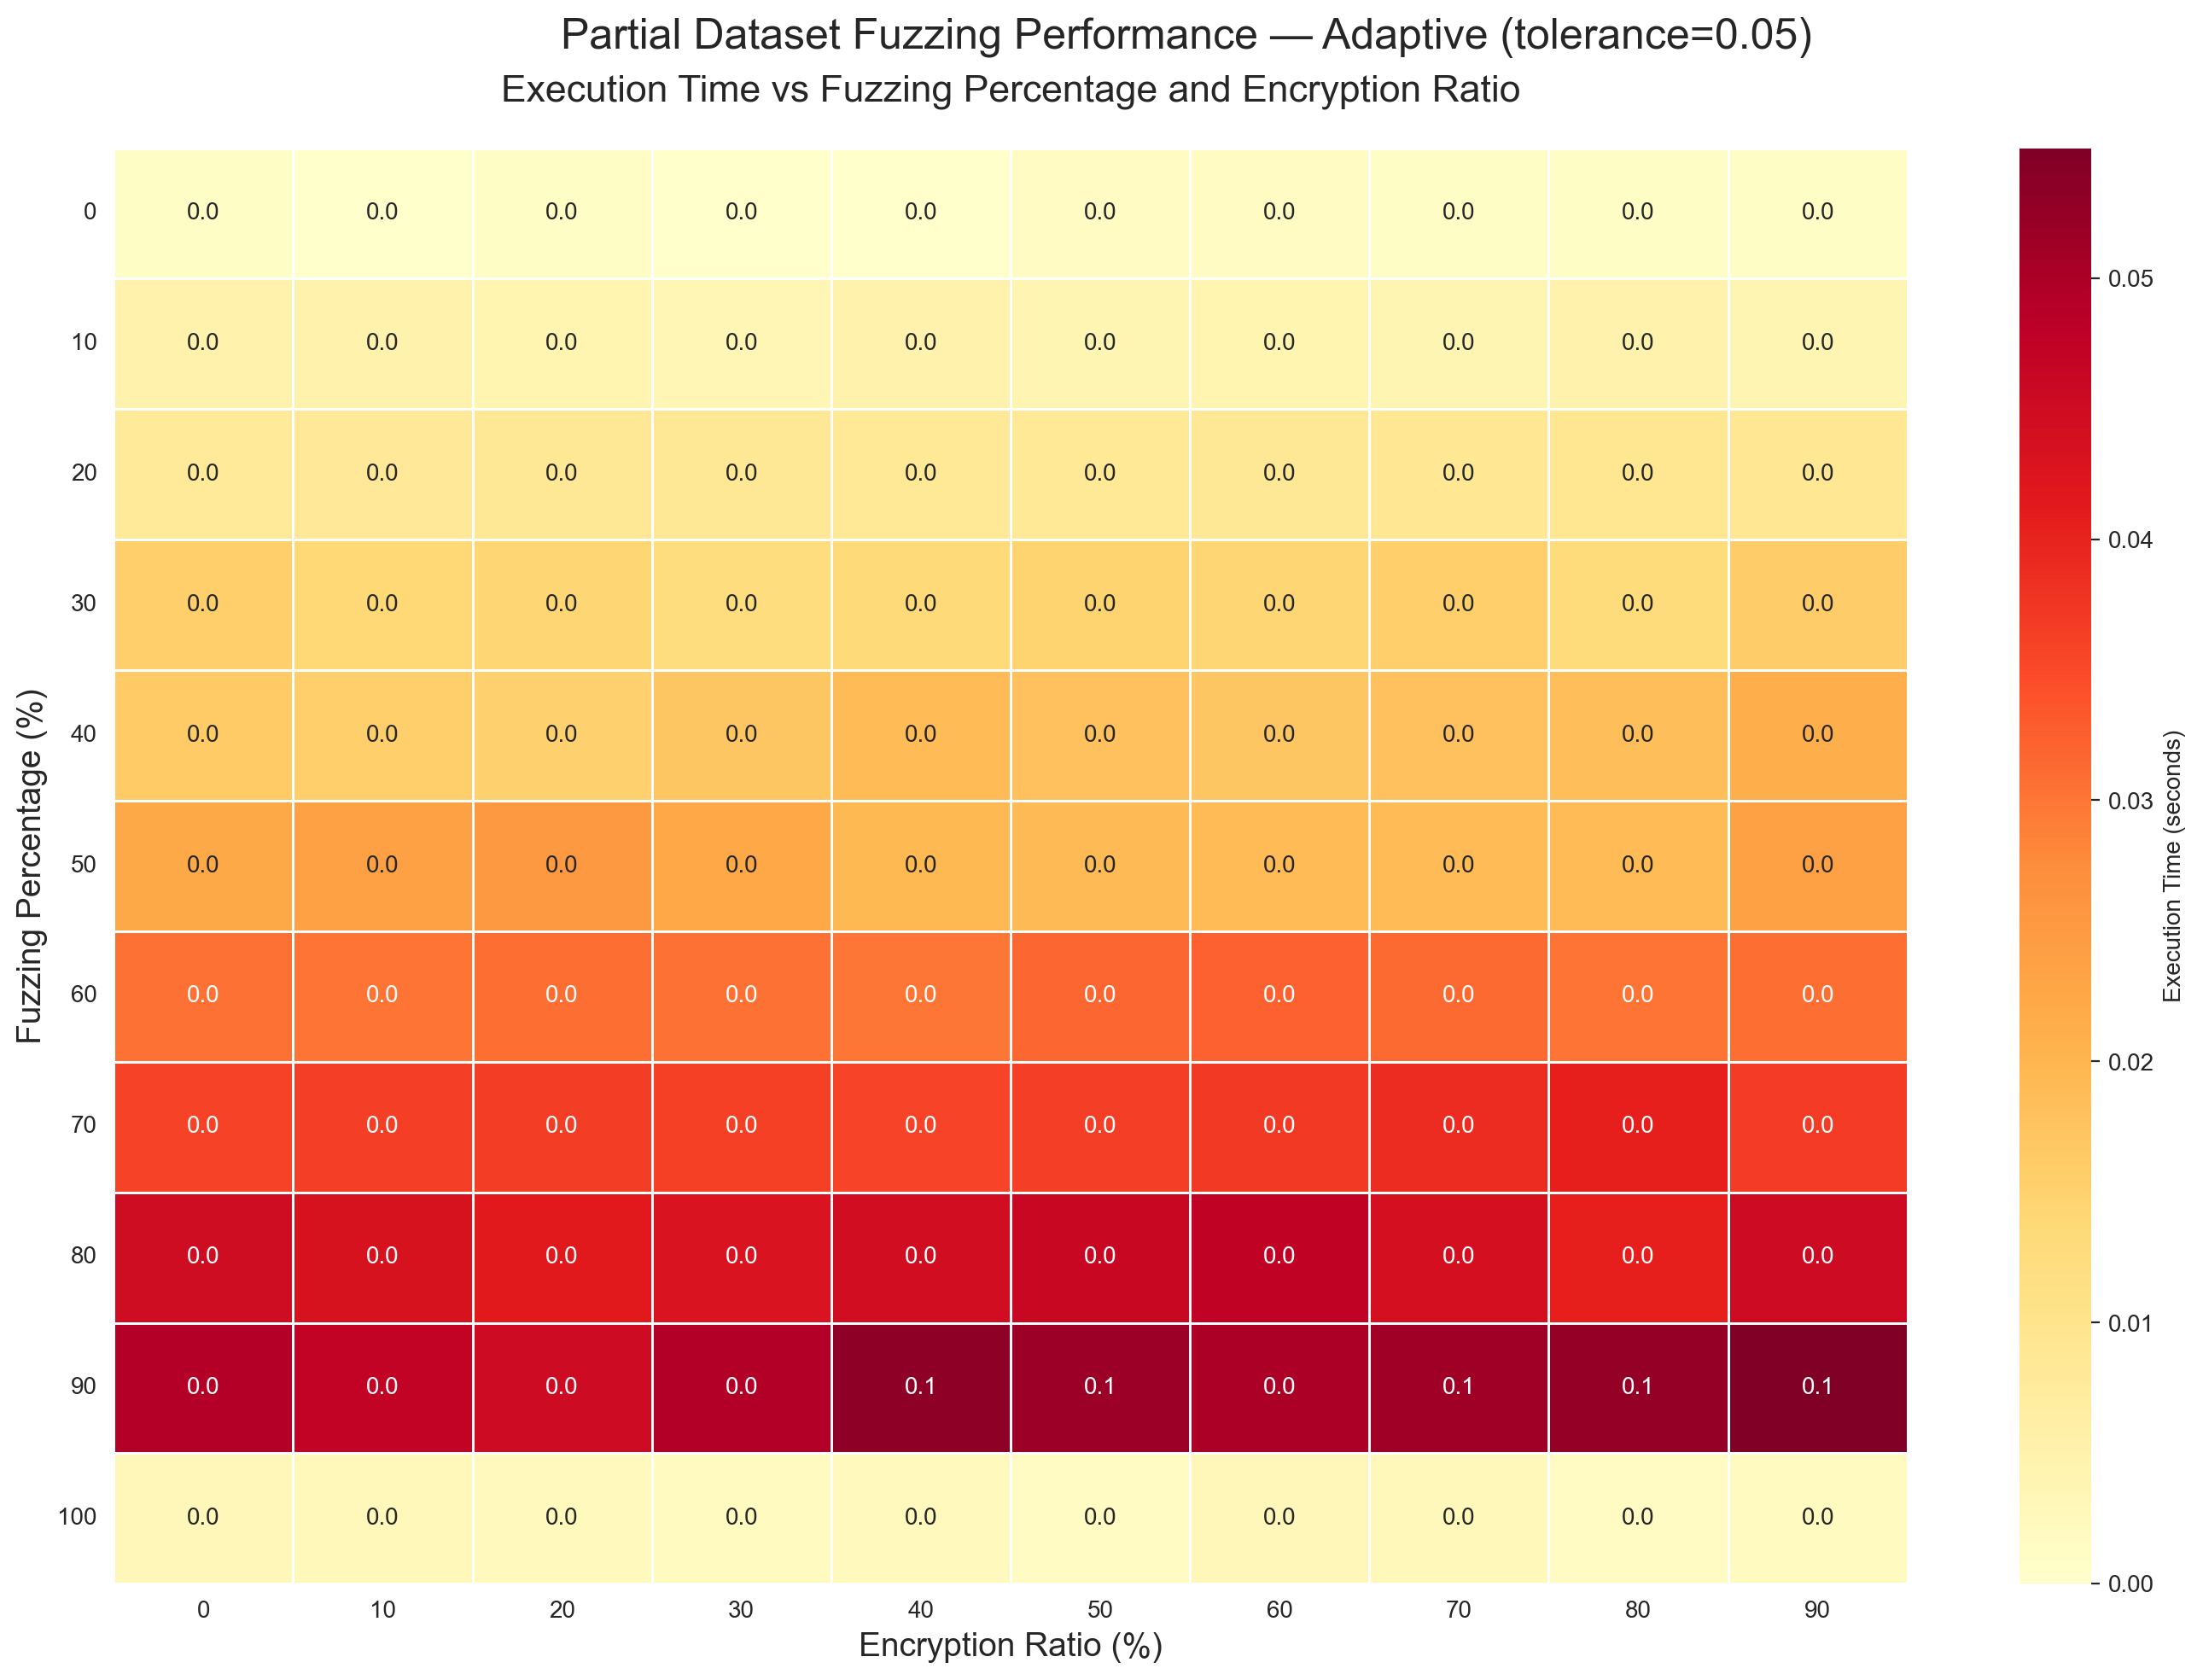 Partial Dataset Fuzzing Performance — Adaptive (tolerance=0.05)
Execution Time vs Fuzzing Percentage and Encryption Ratio
Fuzzing Percentage (%)
0 0.0 0.0 0.0 0.0 0.0 0.0 0.0 0.0 0.0 0.0
10 0.0 0.0 0.0 0.0 0.0 0.0 0.0 0.0 0.0 0.0
20 0.0 0.0 0.0 0.0 0.0 0.0 0.0 0.0 0.0 0.0
30 0.0 0.0 0.0 0.0 0.0 0.0 0.0 0.0 0.0 0.0
40 0.0 0.0 0.0 0.0 0.0 0.0 0.0 0.0 0.0 0.0
50 0.0 0.0 0.0 0.0 0.0 0.0 0.0 0.0 0.0 0.0
60 0.0 0.0 0.0 0.0 0.0 0.0 0.0 0.0 0.0 0.0
70 0.0 0.0 0.0 0.0 0.0 0.0 0.0 0.0 0.0 0.0
80 0.0 0.0 0.0 0.0 0.0 0.0 0.0 0.0 0.0 0.0
90 0.0 0.0 0.0 0.0 0.1 0.1 0.0 0.1 0.1 0.1
100 0.0 0.0 0.0 0.0 0.0 0.0 0.0 0.0 0.0 0.0
0 10 20 30 40 50 60 70 80 90
Encryption Ratio (%)
0.05
0.04
0.03
0.02
0.01
0.00
Execution Time (seconds)